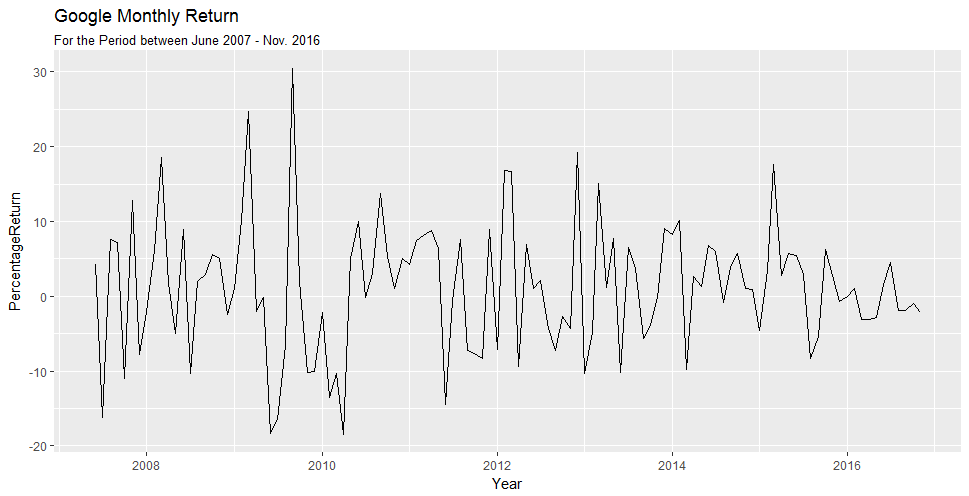 Google Monthly Return
For the Period between June 2007 - Nov. 2016
PercentageReturn
30
20
10
0
-10
-20
2008 2010 2012 2014 2016
Year